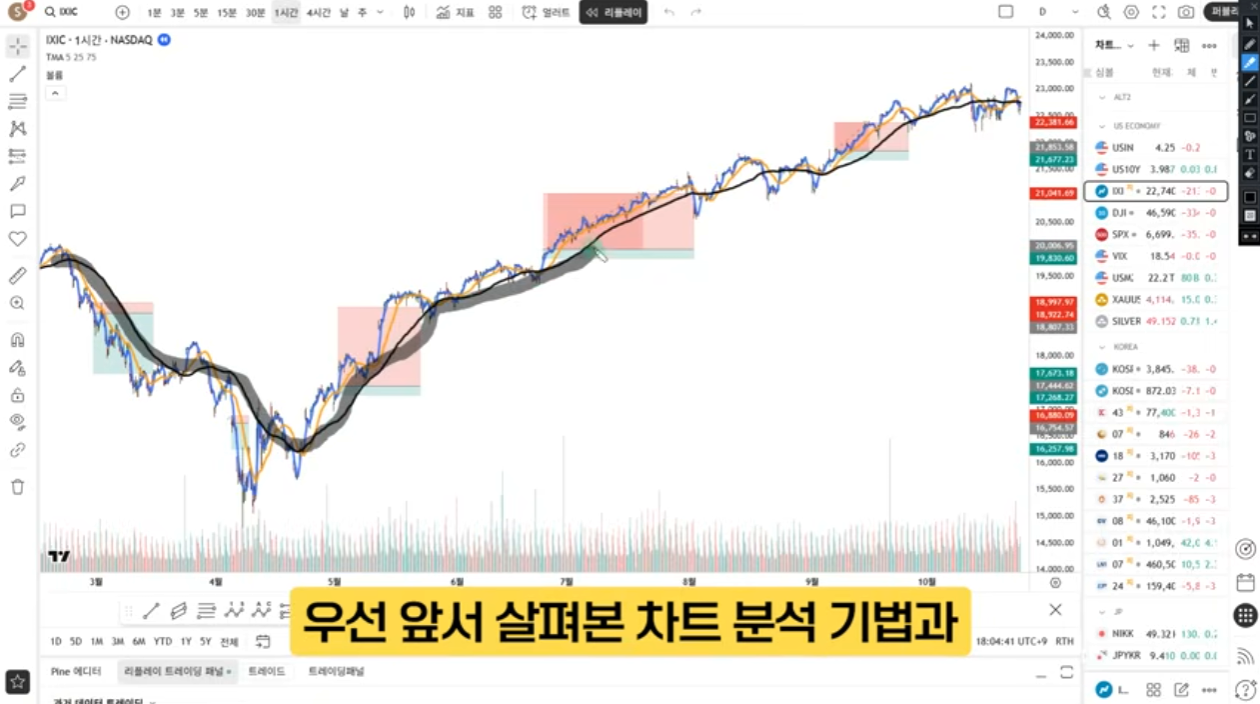 IXIC
1분 3분 5분 15분 30분 1시간 4시간 날 주
지표
얼러트
리플레이
D
퍼블리
IXIC · 1시간 · NASDAQ
TMA 5 25 75
볼륨
24,000.00
23,500.00
23,000.00
22,381.66
21,853.58
21,677.23
21,041.69
20,500.00
20,006.95
19,830.60
19,500.00
18,997.97
18,922.74
18,807.33
18,000.00
17,673.18
17,444.62
17,268.27
16,880.09
16,754.57
16,257.98
16,000.00
15,500.00
15,000.00
14,500.00
14,000.00
3월 4월 5월 6월 7월 8월 9월 10월
차트...
심볼 현재: 체
ALT2
US ECONOMY
USIN 4.25 -0.2
US10Y 3.987 0.03
IXI 22,740 -0
DJI 46,590 -0
SPX 6,699. -35. -0
VIX 18.54 -0.0 -0
USM 22.2T 80B 0.
XAUUS 4,114. 15.0 0.
SILVER 49.152 0.71 1.
KOREA
KOSI 3,845. -38. -0
KOSI 872.03 -7.1 -0
43 77,400 -1,3 -1
07 846 -26 -2
18 3,170 -105 -3
27 1,060 -2 -0
37 2,525 -85 -3
08 46,100 -1,9 -3
01 1,049, 42,0 4.
07 460,50 10,5 2.
24 159,40 -5,8 -3
JP
NIKK 49,321 130. 0.2
JPYKR 9.410 0.00
우선 앞서 살펴본 차트 분석 기법과
1D 5D 1M 3M 6M YTD 1Y 5Y 전체
18:04:41 UTC+9 RTH
Pine 에디터 리플레이 트레이딩 패널 트레이드 트레이딩패널